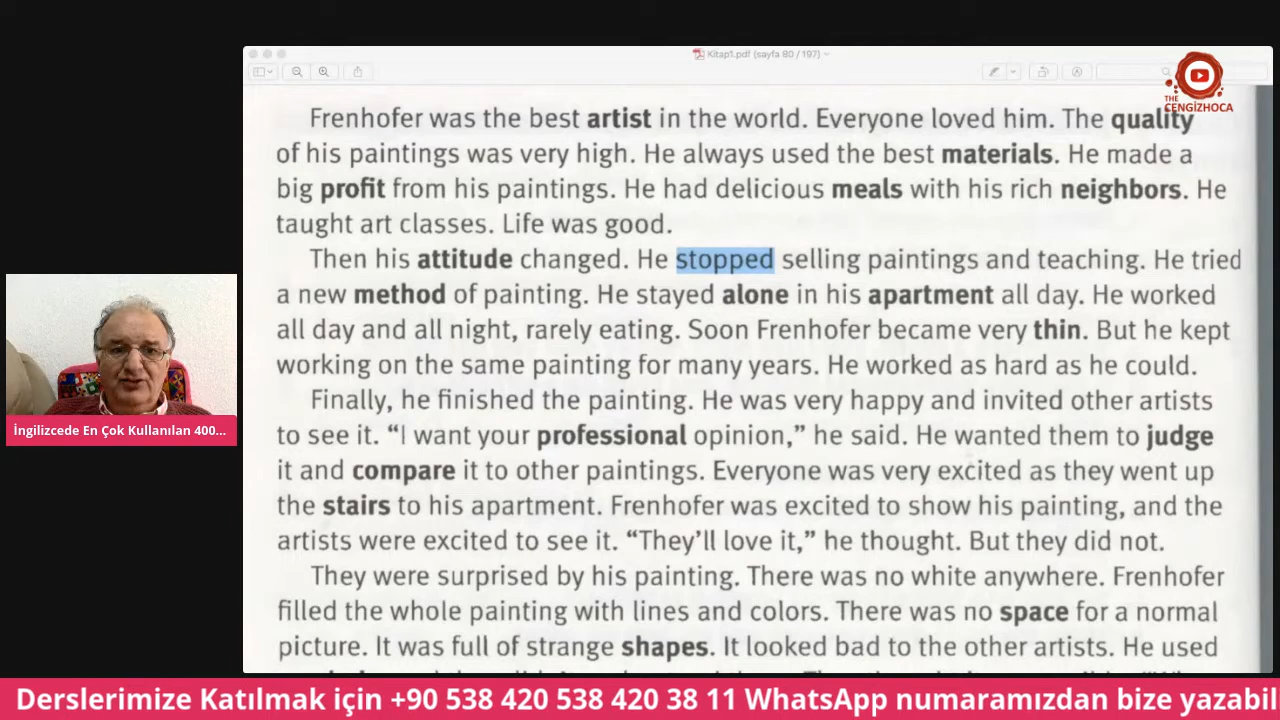 Kitap1.pdf (sayfa 80 / 197)
THE
CENGİZHOCA
Frenhofer was the best artist in the world. Everyone loved him. The quality
of his paintings was very high. He always used the best materials. He made a
big profit from his paintings. He had delicious meals with his rich neighbors. He
taught art classes. Life was good.
Then his attitude changed. He stopped selling paintings and teaching. He tried
a new method of painting. He stayed alone in his apartment all day. He worked
all day and all night, rarely eating. Soon Frenhofer became very thin. But he kept
working on the same painting for many years. He worked as hard as he could.
Finally, he finished the painting. He was very happy and invited other artists
to see it. “I want your professional opinion,” he said. He wanted them to judge
it and compare it to other paintings. Everyone was very excited as they went up
the stairs to his apartment. Frenhofer was excited to show his painting, and the
artists were excited to see it. “They’ll love it,” he thought. But they did not.
They were surprised by his painting. There was no white anywhere. Frenhofer
filled the whole painting with lines and colors. There was no space for a normal
picture. It was full of strange shapes. It looked bad to the other artists. He used
İngilizcede En Çok Kullanılan 400...
Derslerimize Katılmak için +90 538 420 538 420 38 11 WhatsApp numaramızdan bize yazabil